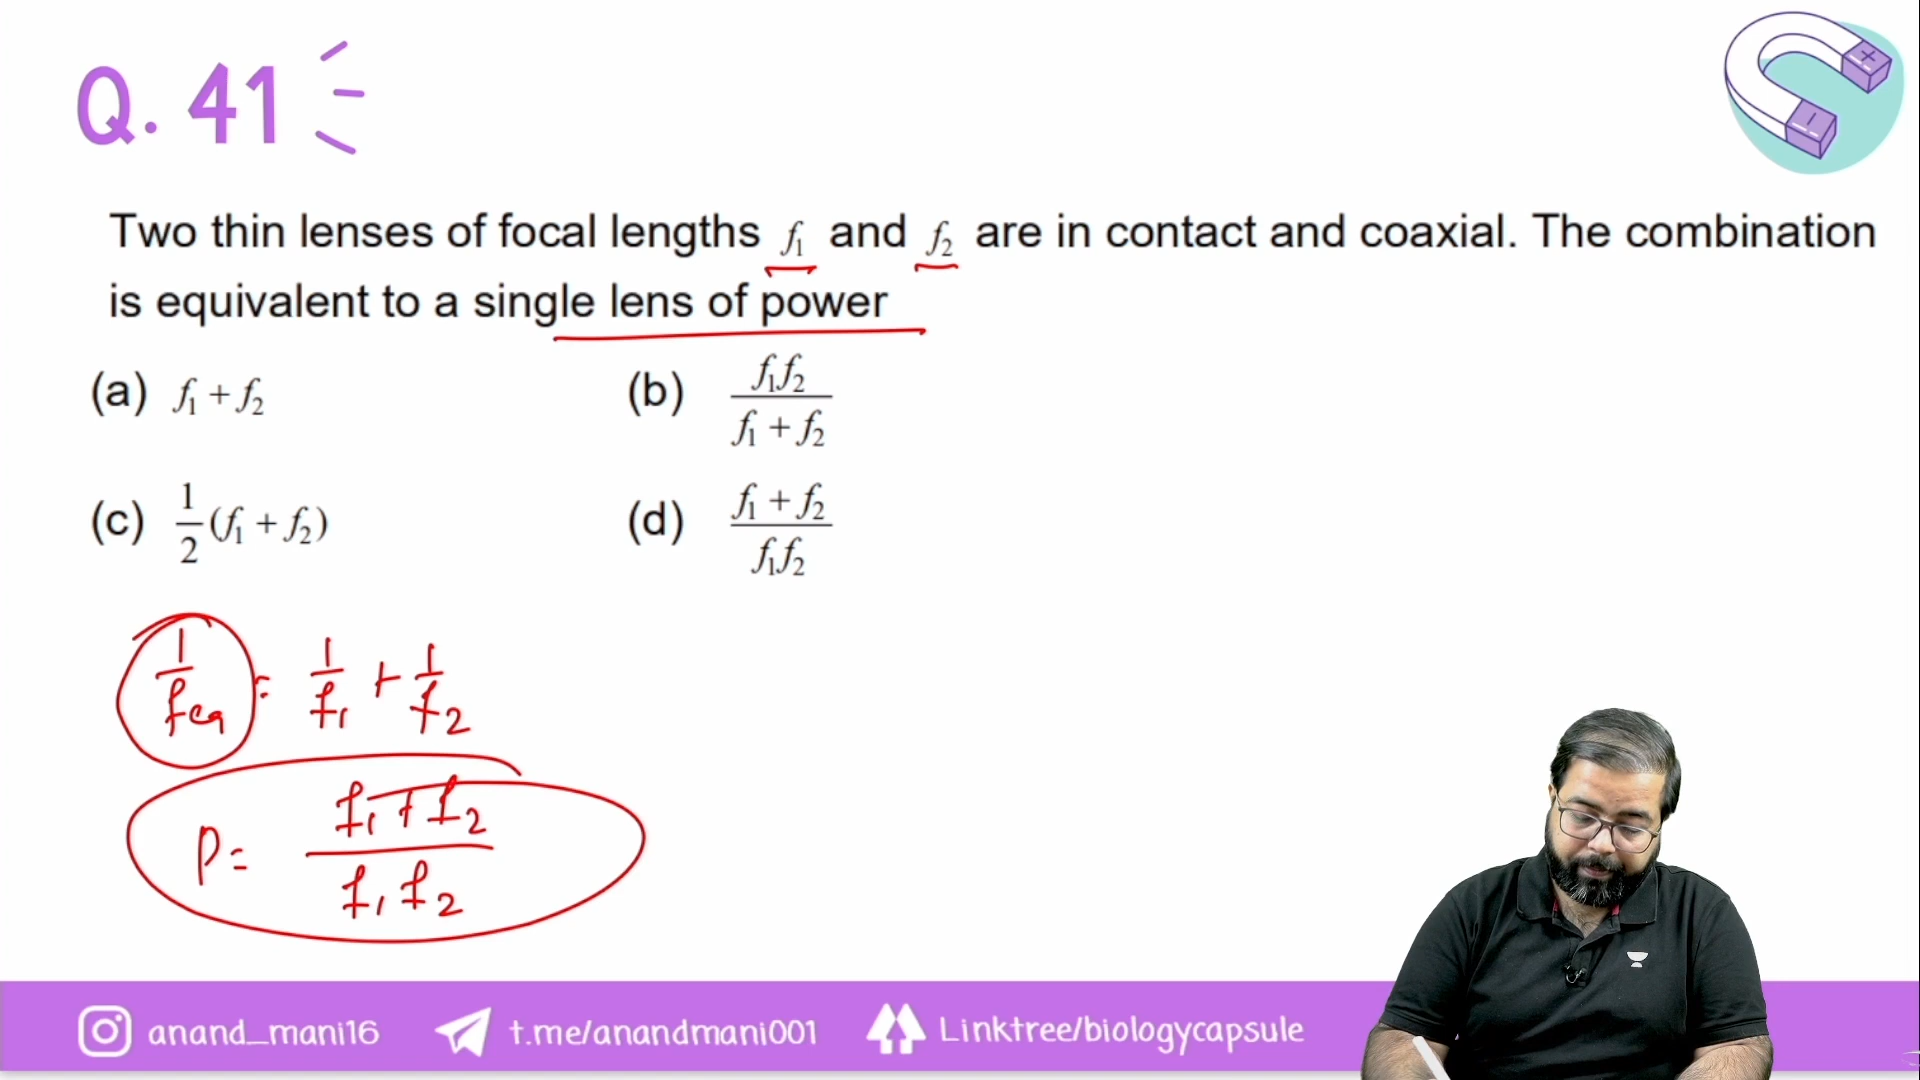 Q. 41
Two thin lenses of focal lengths f₁ and f₂ are in contact and coaxial. The combination
is equivalent to a single lens of power
(a) f₁ + f₂ (b) f₁f₂ / f₁ + f₂
(c) 1/2 (f₁ + f₂) (d) f₁ + f₂ / f₁f₂
1/feq = 1/f₁ + 1/f₂
P = f₁ + f₂ / f₁ f₂
anand_mani16 t.me/anandmani001 Linktree/biologycapsule